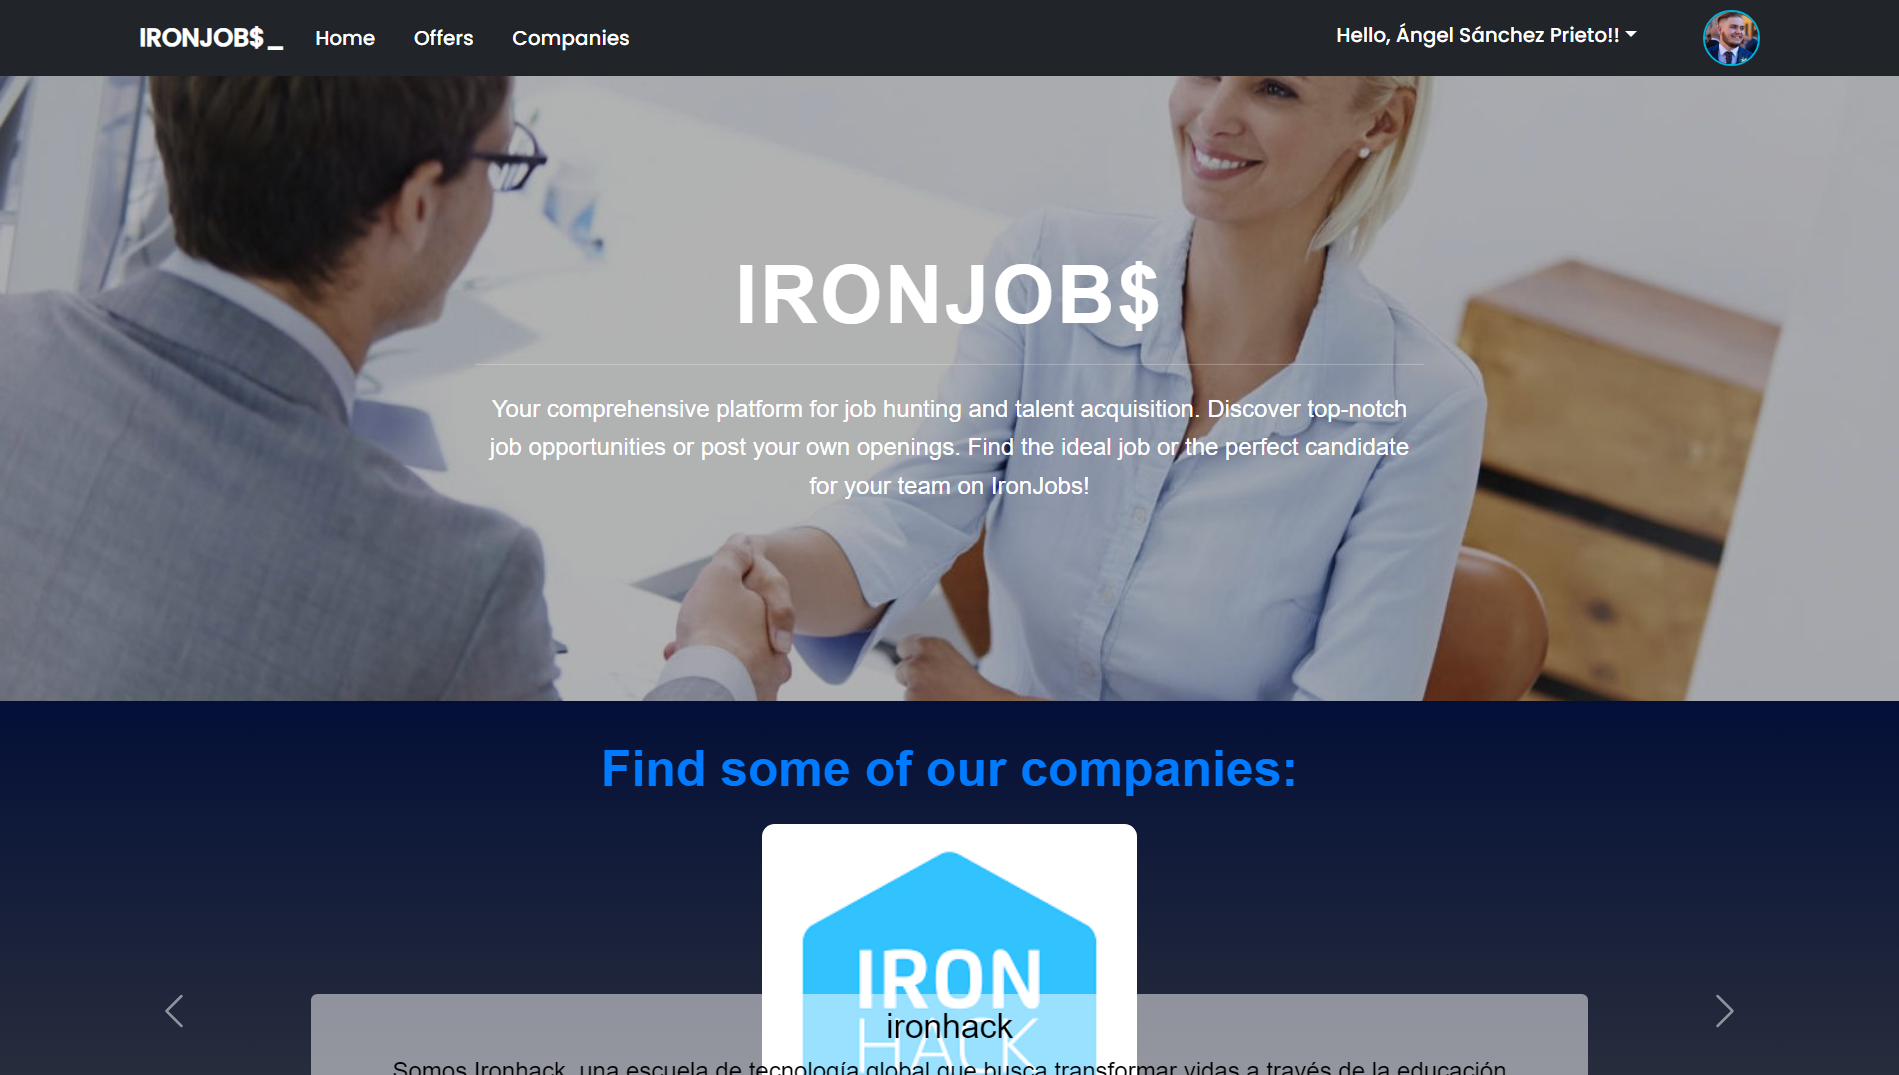 IRONJOB$ _ Home Offers Companies Hello, Ángel Sánchez Prieto!!
IRONJOB$
Your comprehensive platform for job hunting and talent acquisition. Discover top-notch
job opportunities or post your own openings. Find the ideal job or the perfect candidate
for your team on IronJobs!
Find some of our companies:
IRON
HACK
ironhack
Somos Ironhack, una escuela de tecnología global que busca transformar vidas a través de la educación